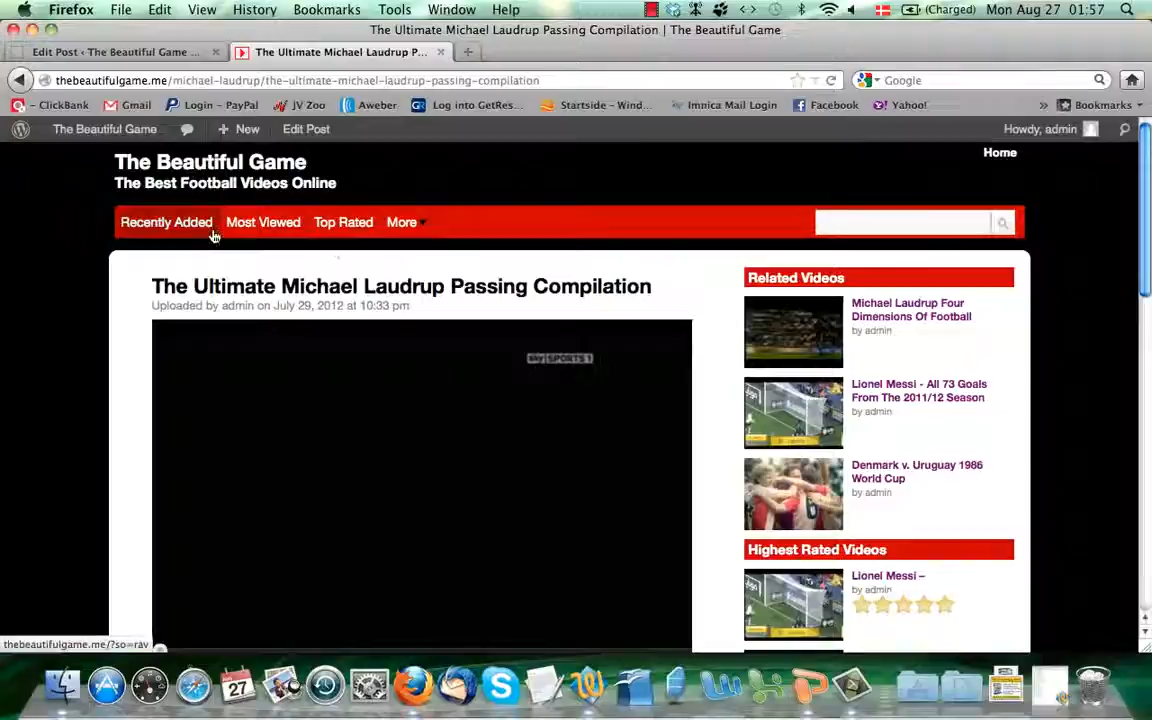 Firefox File Edit View History Bookmarks Tools Window Help (Charged) Mon Aug 27 01:57
The Ultimate Michael Laudrup Passing Compilation | The Beautiful Game
Edit Post ‹ The Beautiful Game ...
The Ultimate Michael Laudrup P...
thebeautifulgame.me/michael-laudrup/the-ultimate-michael-laudrup-passing-compilation
Google
- ClickBank Gmail Login - PayPal JV Zoo Aweber Log into GetRes... Startside - Wind... Imnica Mail Login Facebook Yahoo! » Bookmarks
The Beautiful Game + New Edit Post Howdy, admin
The Beautiful Game
Home
The Best Football Videos Online
Recently Added Most Viewed Top Rated More
The Ultimate Michael Laudrup Passing Compilation
Uploaded by admin on July 29, 2012 at 10:33 pm
sky SPORTS 1
Related Videos
Michael Laudrup Four
Dimensions Of Football
by admin
Lionel Messi - All 73 Goals
From The 2011/12 Season
by admin
Denmark v. Uruguay 1986
World Cup
by admin
Highest Rated Videos
Lionel Messi –
by admin
thebeautifulgame.me/?so=rav
27